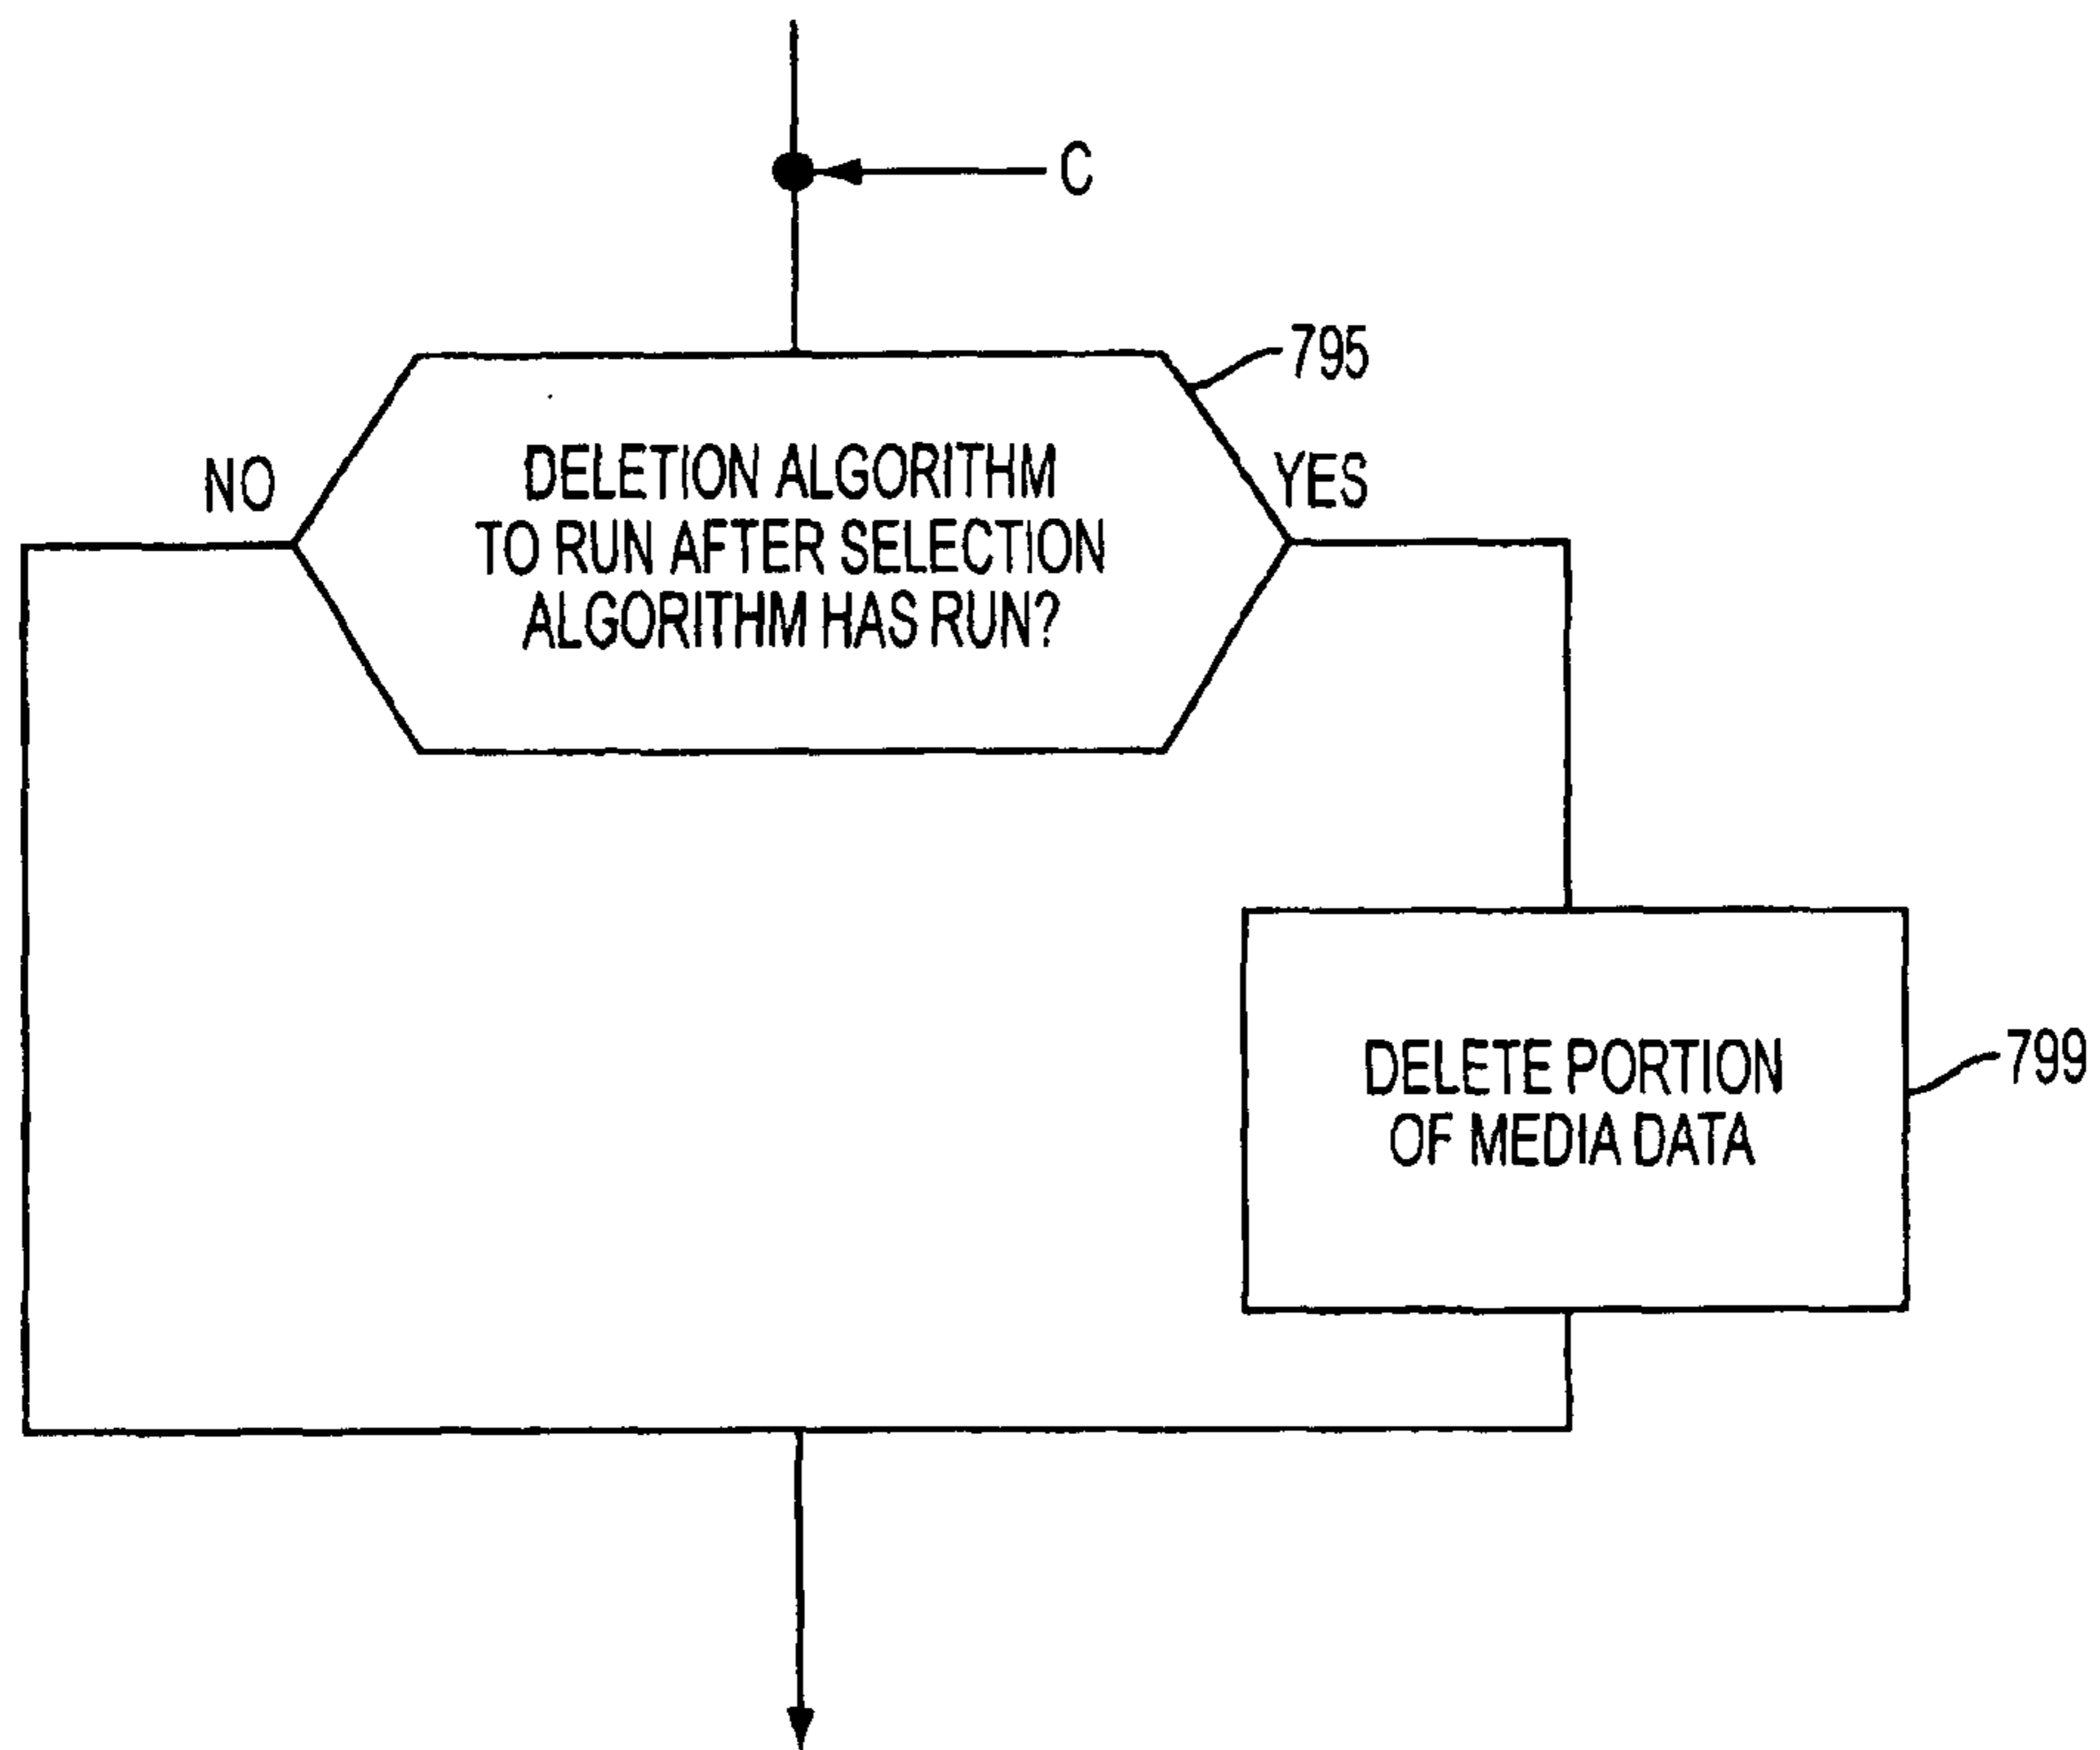 C
795
NO
YES
DELETION ALGORITHM
TO RUN AFTER SELECTION
ALGORITHM HAS RUN?
DELETE PORTION
OF MEDIA DATA
799